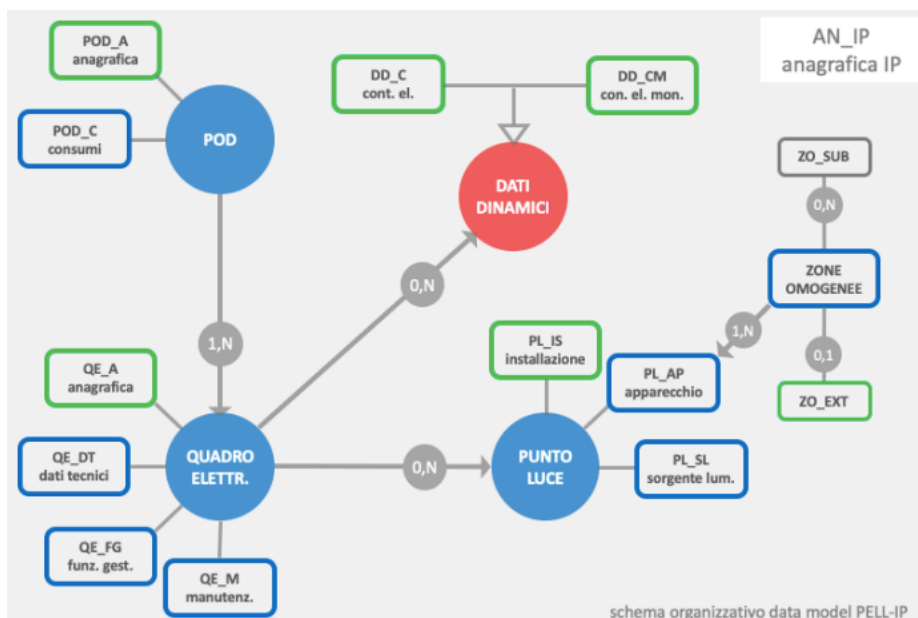 AN_IP
anagrafica IP
POD_A
anagrafica
DD_C
cont. el.
DD_CM
con. el. mon.
POD_C
consumi
POD
ZO_SUB
DATI
DINAMICI
0,N
ZONE
OMOGENEE
0,N
1,N
1,N
PL_IS
installazione
0,1
QE_A
anagrafica
PL_AP
apparecchio
ZO_EXT
QE_DT
dati tecnici
QUADRO
ELETTR.
0,N
PUNTO
LUCE
PL_SL
sorgente lum.
QE_FG
funz. gest.
QE_M
manutenz.
schema organizzativo data model PELL-IP